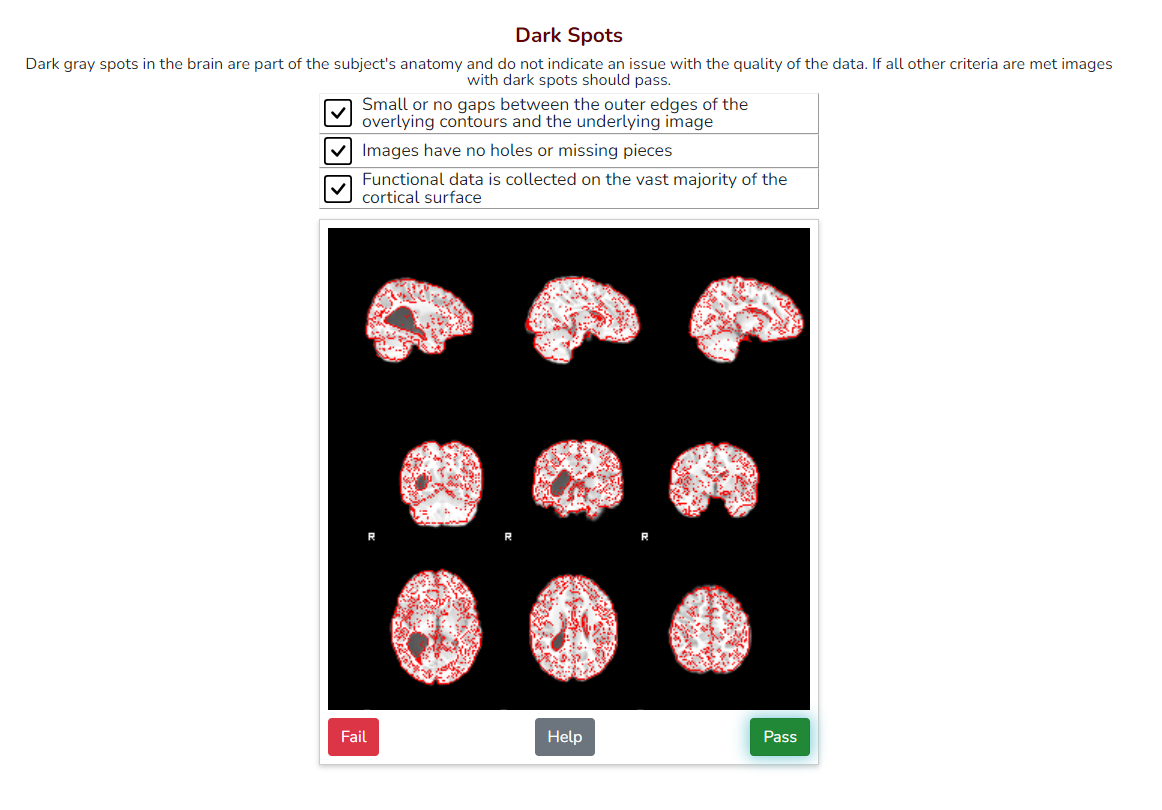 Dark Spots
Dark gray spots in the brain are part of the subject's anatomy and do not indicate an issue with the quality of the data. If all other criteria are met images
with dark spots should pass.
Small or no gaps between the outer edges of the
overlying contours and the underlying image
Images have no holes or missing pieces
Functional data is collected on the vast majority of the
cortical surface
R R R
Fail Help Pass